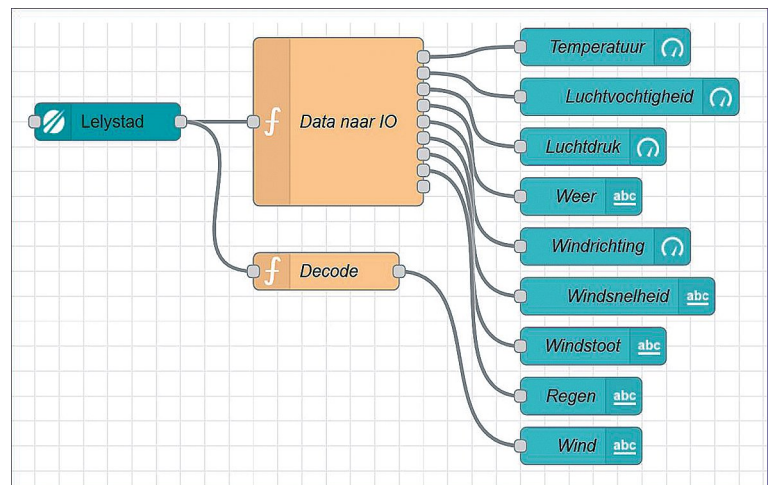 Lelystad
Data naar IO
Decode
Temperatuur
Luchtvochtigheid
Luchtdruk
Weer abc
Windrichting
Windsnelheid abc
Windstoot abc
Regen abc
Wind abc